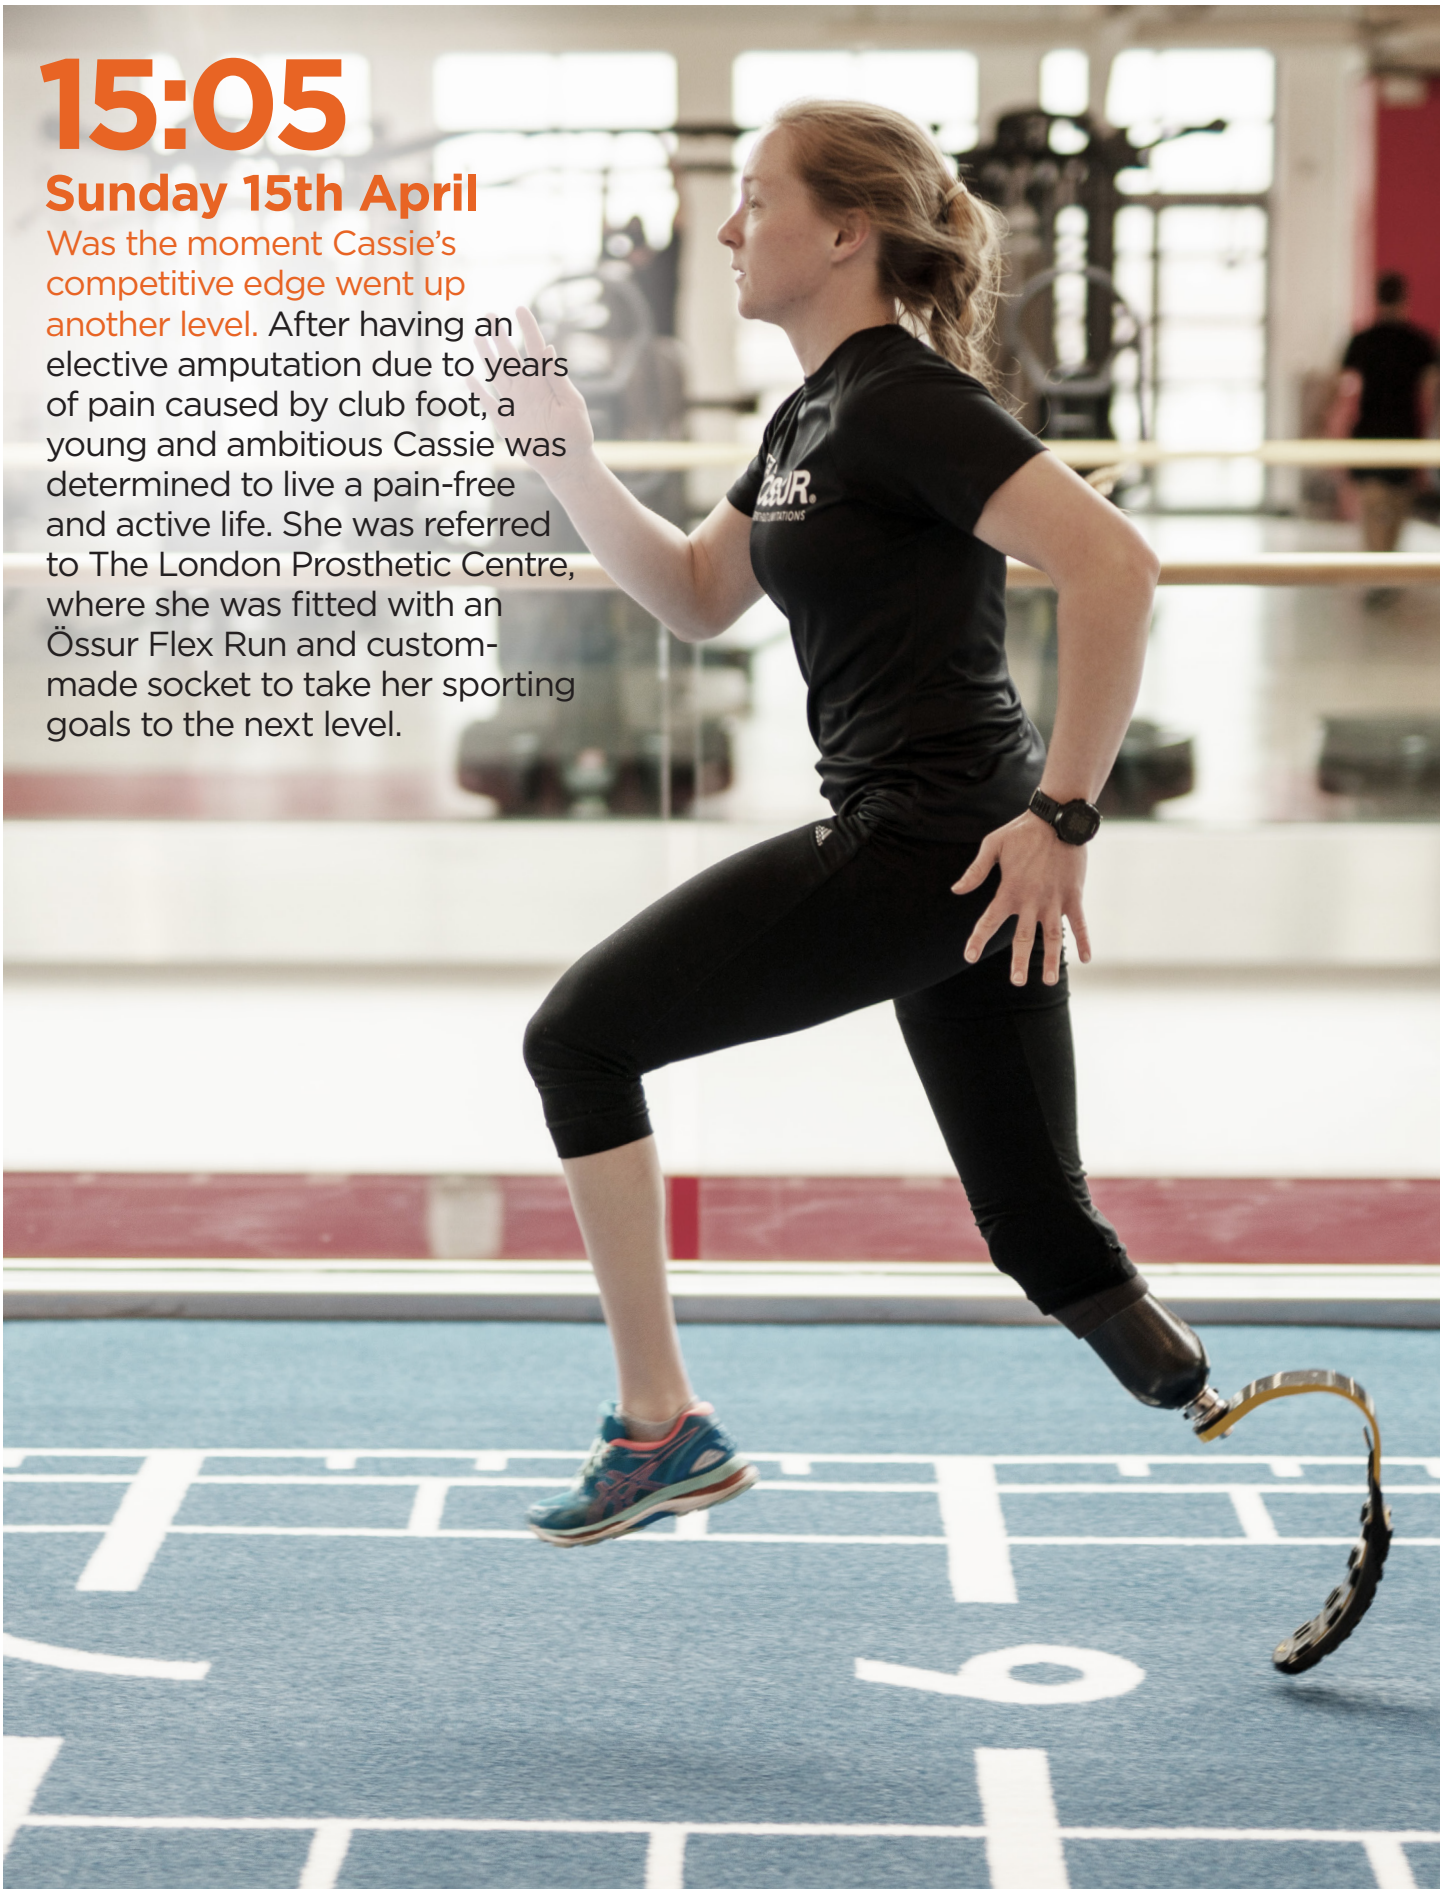 15:05
Sunday 15th April
Was the moment Cassie’s
competitive edge went up
another level. After having an
elective amputation due to years
of pain caused by club foot, a
young and ambitious Cassie was
determined to live a pain-free
and active life. She was referred
to The London Prosthetic Centre,
where she was fitted with an
Össur Flex Run and custom-
made socket to take her sporting
goals to the next level.
9